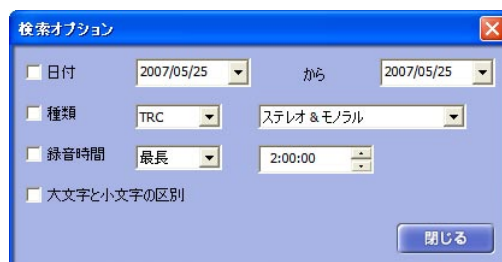 検索オプション
日付 2007/05/25 から 2007/05/25
種類 TRC ステレオ&モノラル
録音時間 最長 2:00:00
大文字と小文字の区別
閉じる